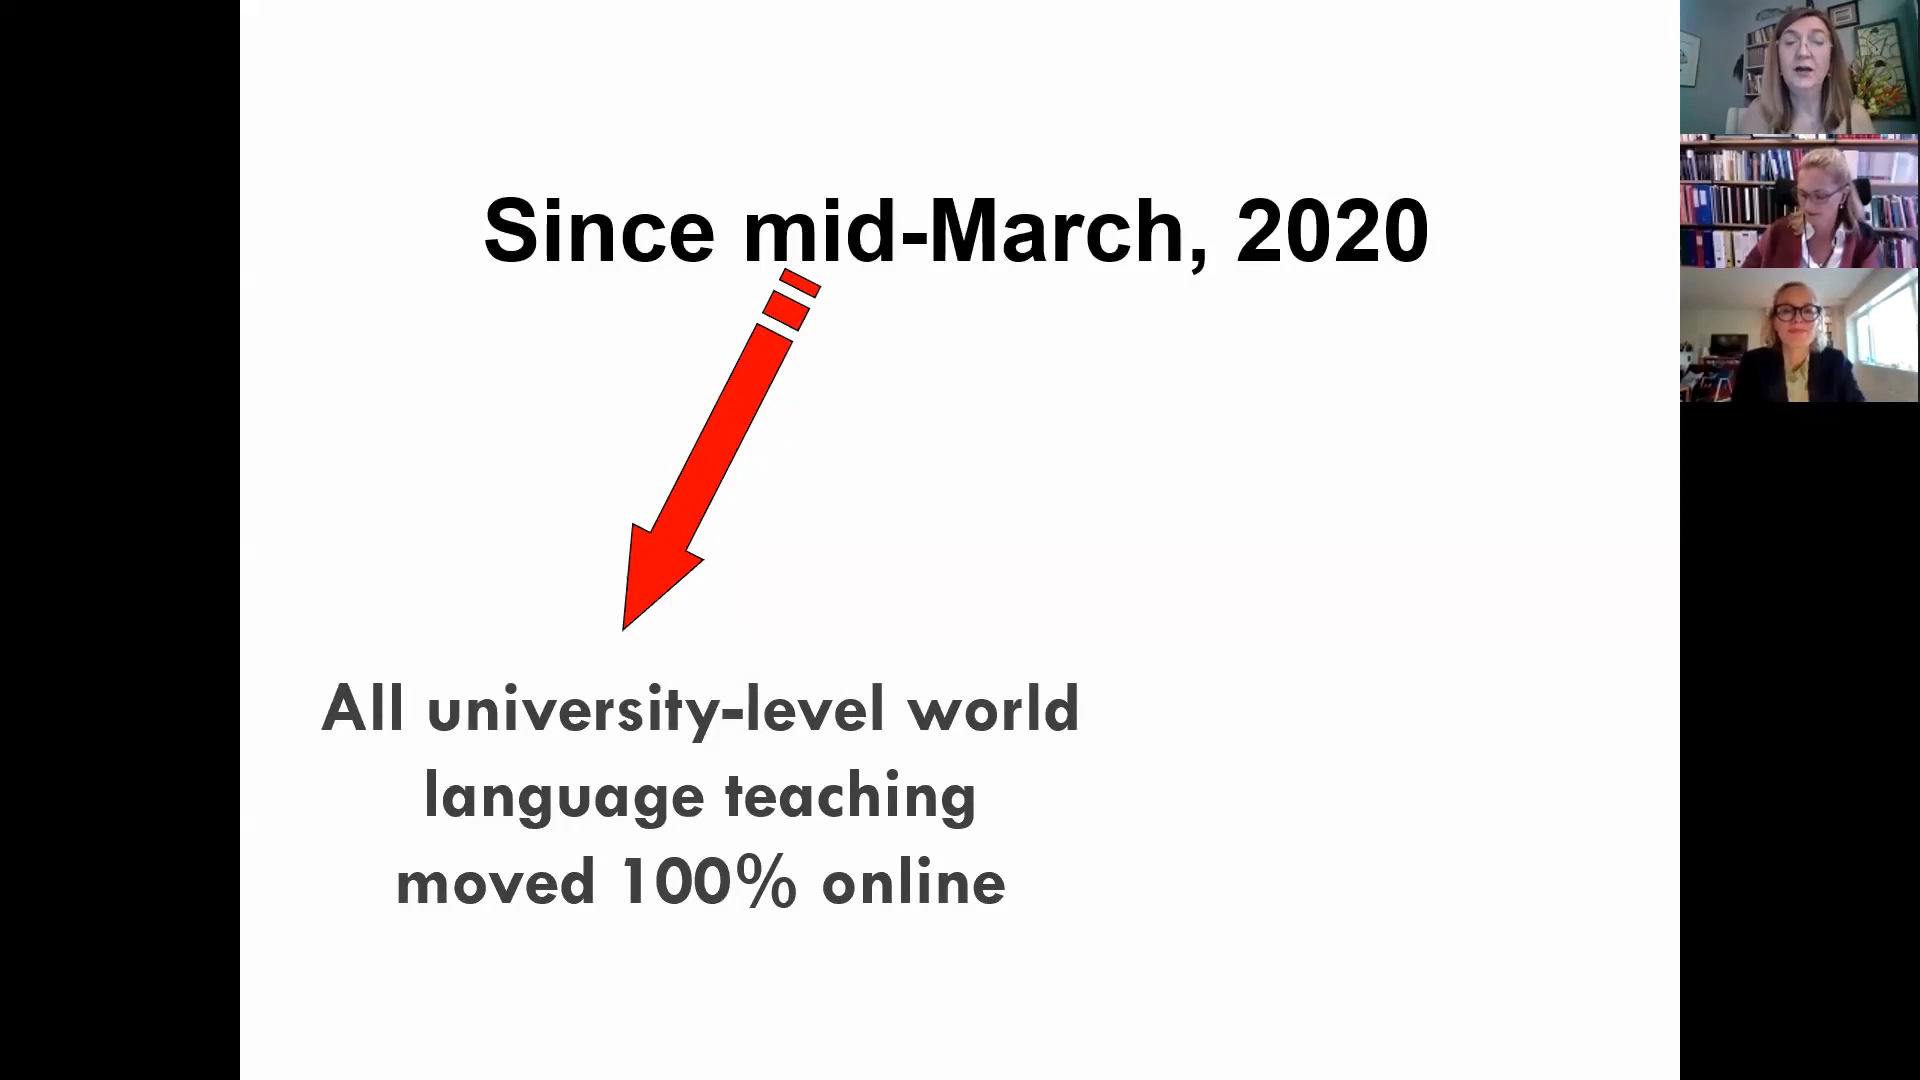 Since mid-March, 2020
All university-level world
language teaching
moved 100% online